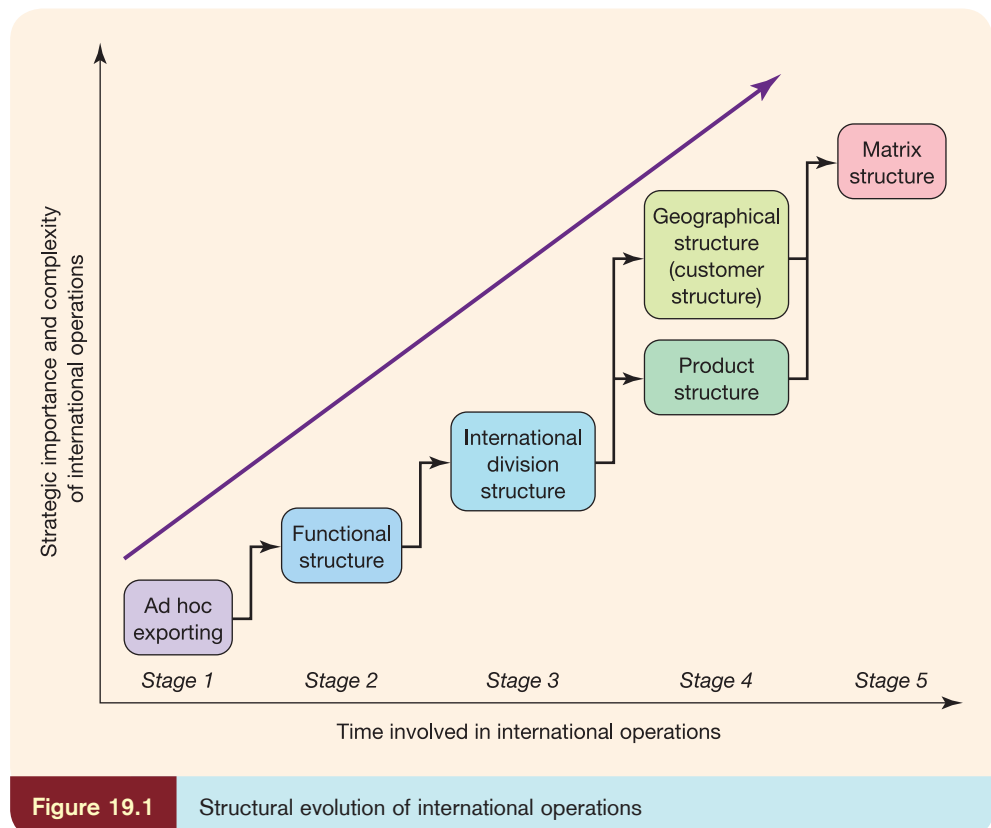 Strategic importance and complexity
of international operations
Ad hoc
exporting
Functional
structure
International
division
structure
Geographical
structure
(customer
structure)
Product
structure
Matrix
structure
Stage 1
Stage 2
Stage 3
Stage 4
Stage 5
Time involved in international operations
Figure 19.1
Structural evolution of international operations